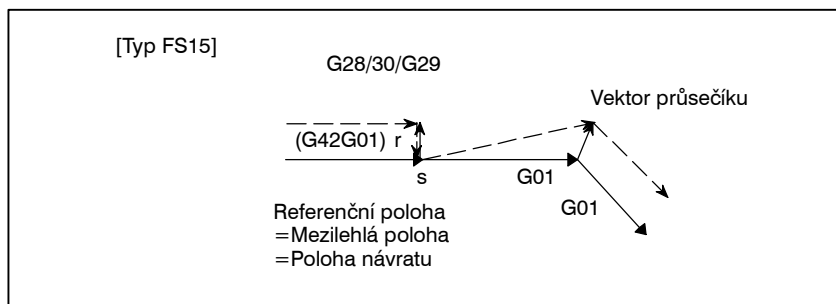 [Typ FS15]
G28/30/G29
Vektor průsečíku
(G42G01) r
s
G01
G01
Referenční poloha
=Mezilehlá poloha
=Poloha návratu